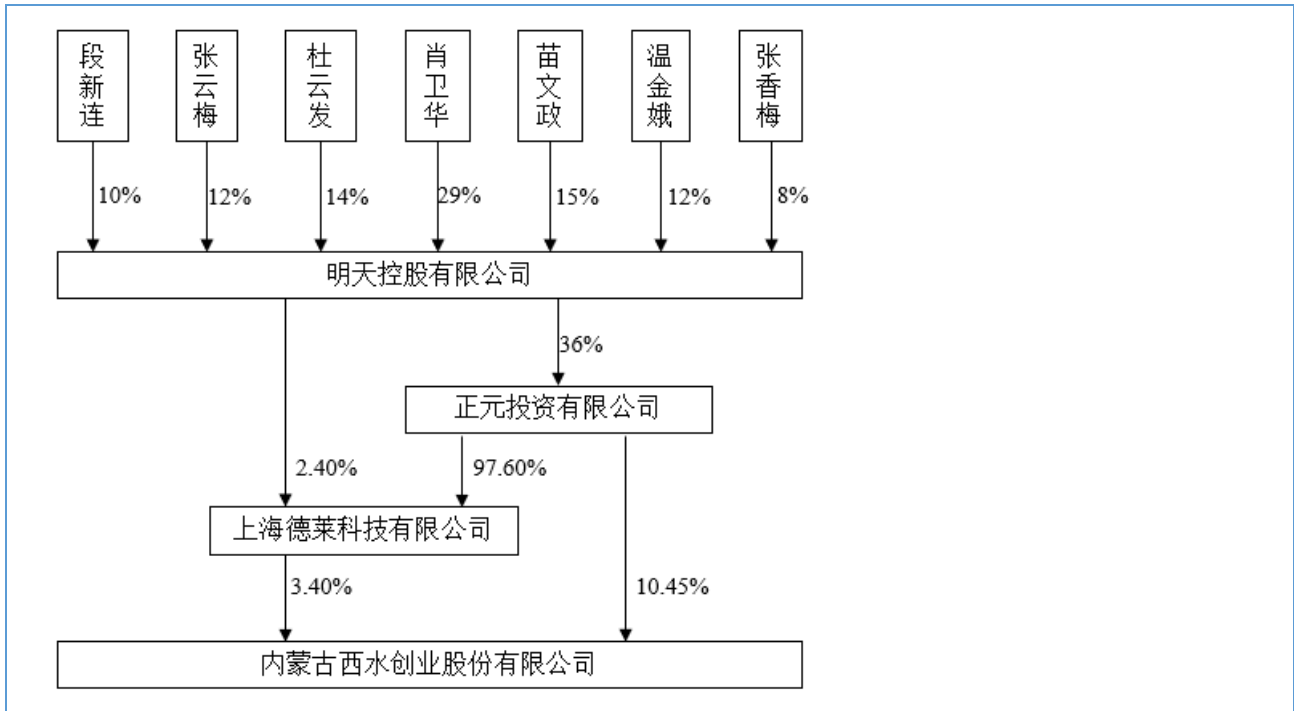 段新连
张云梅
杜云发
肖卫华
苗文政
温金娥
张香梅
10%
12%
14%
29%
15%
12%
8%
明天控股有限公司
36%
正元投资有限公司
2.40%
97.60%
上海德莱科技有限公司
3.40%
10.45%
内蒙古西水创业股份有限公司